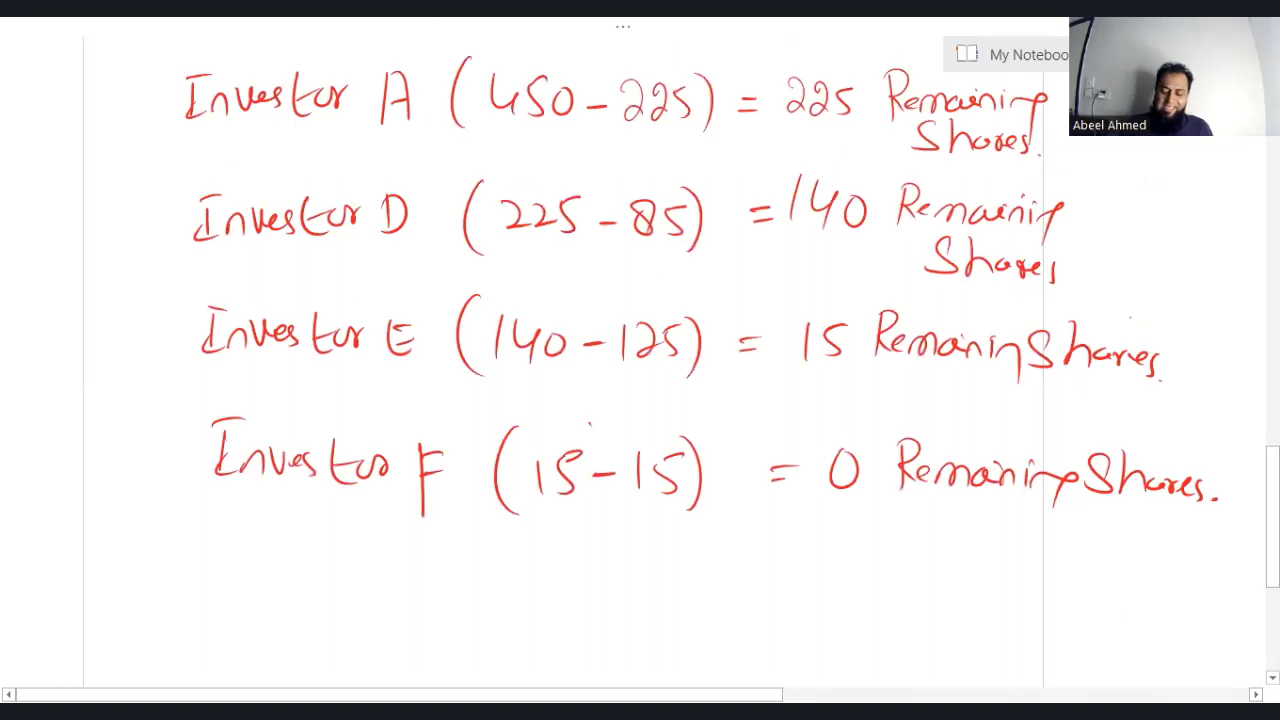 My Noteboo
Abeel Ahmed
Investor A (450-225) = 225 Remaining
Shares.
Investor D (225-85) = 140 Remaining
Shares
Investor E (140-125) = 15 Remaining Shares.
Investor F (15-15) = 0 Remaining Shares.